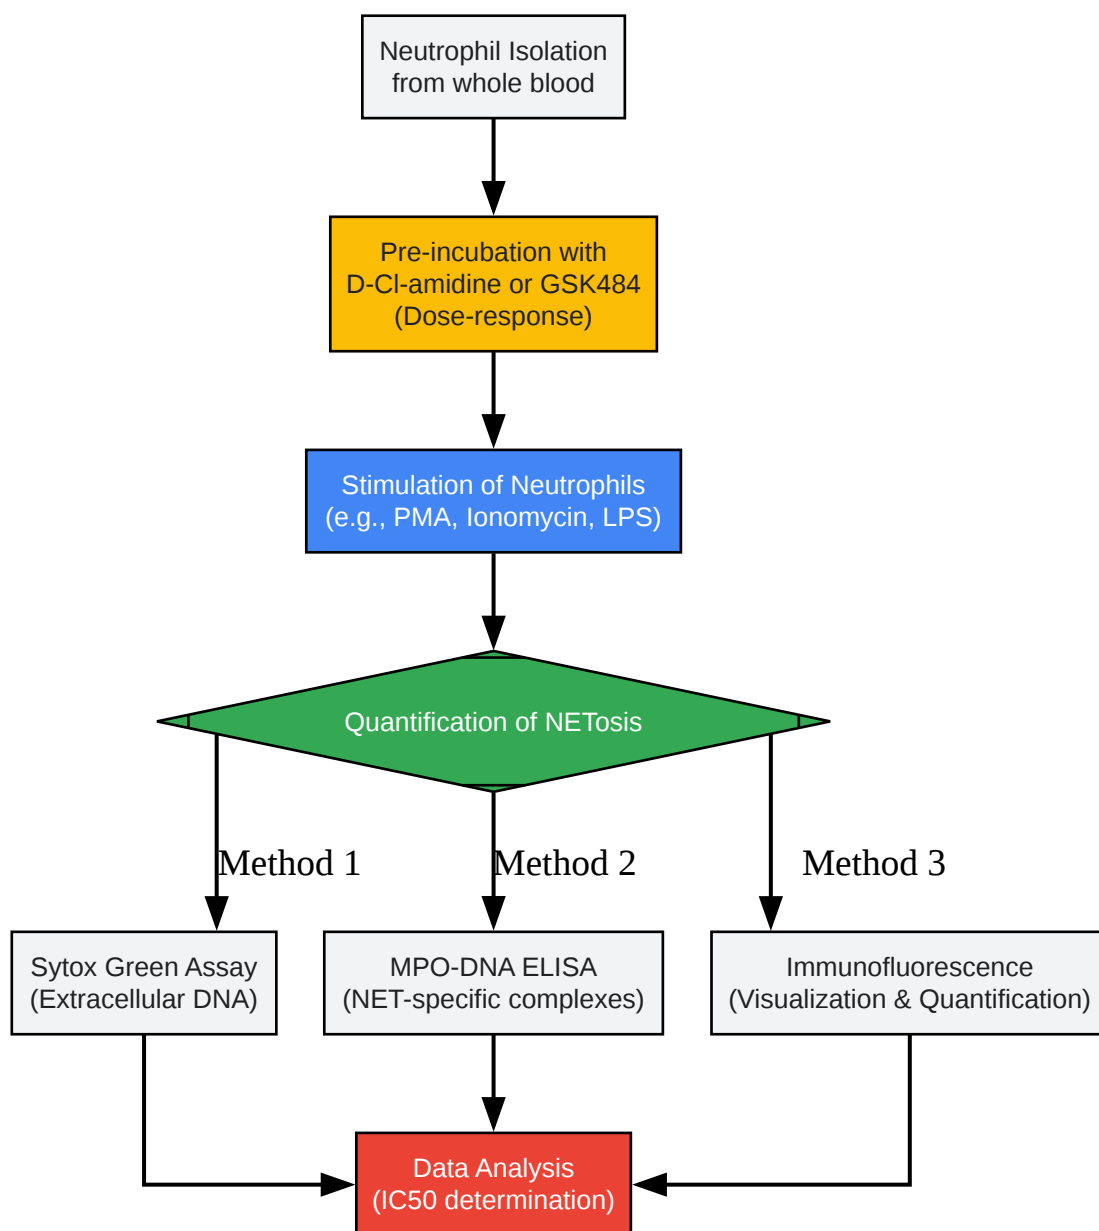 Neutrophil Isolation
from whole blood
Pre-incubation with
D-Cl-amidine or GSK484
(Dose-response)
Stimulation of Neutrophils
(e.g., PMA, Ionomycin, LPS)
Quantification of NETosis
Method 1
Method 2
Method 3
Sytox Green Assay
(Extracellular DNA)
MPO-DNA ELISA
(NET-specific complexes)
Immunofluorescence
(Visualization & Quantification)
Data Analysis
(IC50 determination)